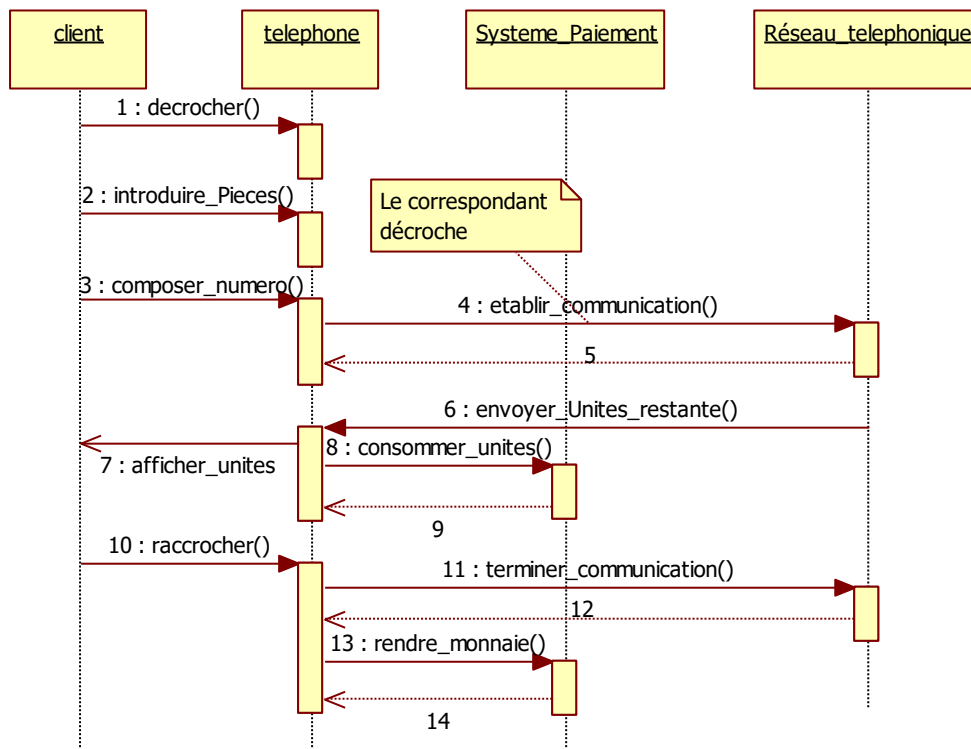 client
telephone
Systeme_Paiement
Réseau_telephonique
1 : decrocher()
2 : introduire_Pieces()
Le correspondant
décroche
3 : composer_numero()
4 : etablir_communication()
5
6 : envoyer_Unites_restante()
7 : afficher_unites
8 : consommer_unites()
9
10 : raccrocher()
11 : terminer_communication()
12
13 : rendre_monnaie()
14